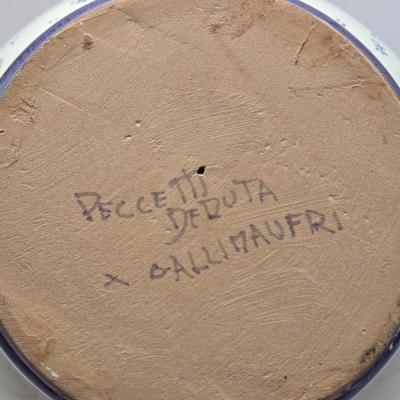 PECCETTI
DERUTA
x GALLIMAUFRI